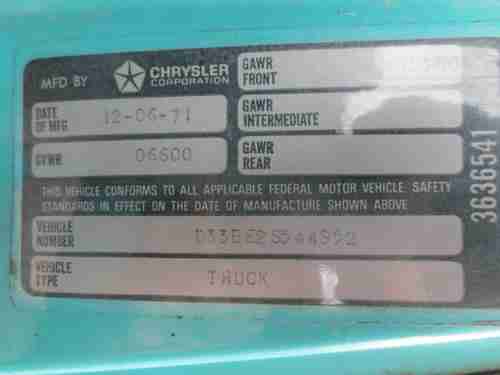 MFD BY CHRYSLER CORPORATION
GAWR FRONT
DATE OF MFG 12-06-71
GAWR INTERMEDIATE
GVWR 06600
GAWR REAR
THIS VEHICLE CONFORMS TO ALL APPLICABLE FEDERAL MOTOR VEHICLE SAFETY
STANDARDS IN EFFECT ON THE DATE OF MANUFACTURE SHOWN ABOVE
VEHICLE NUMBER
VEHICLE TYPE TRUCK
3636541